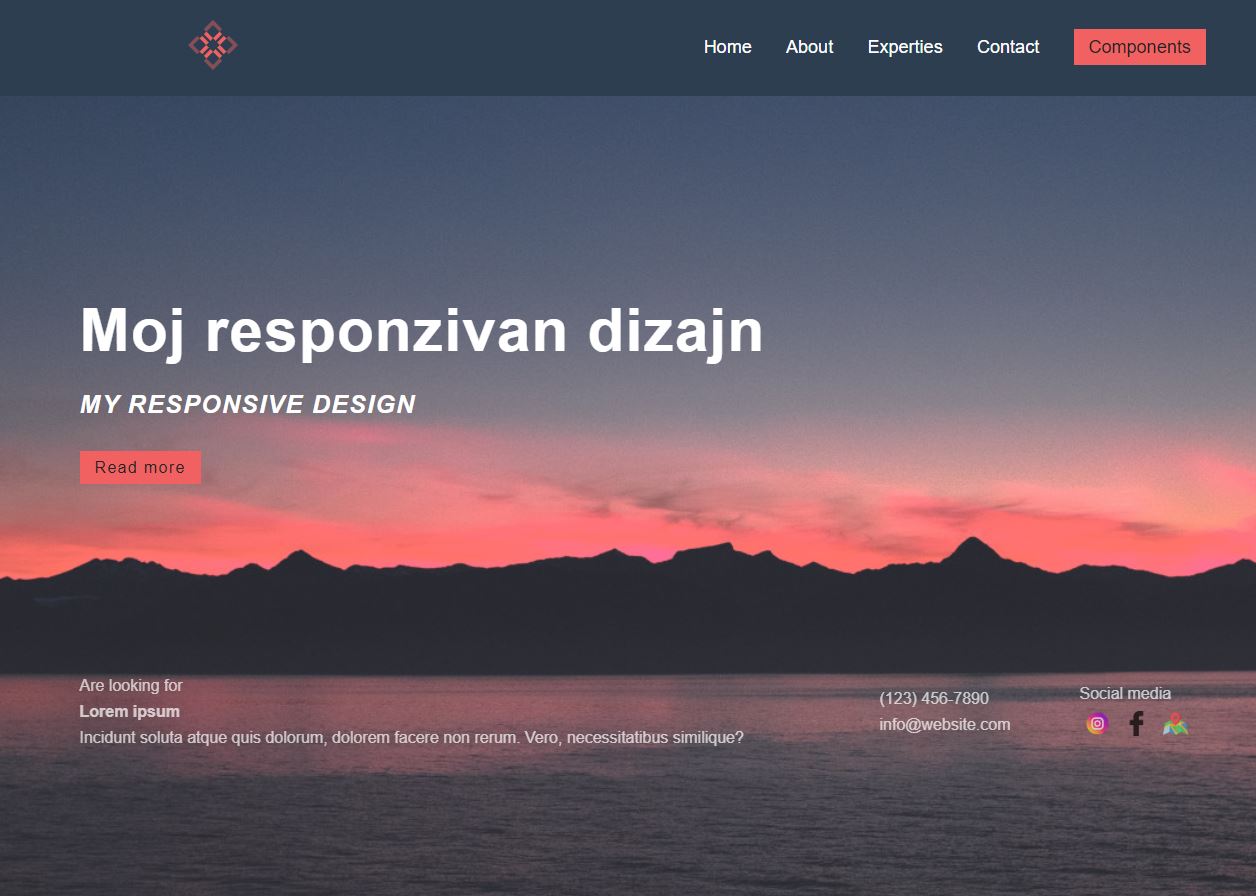 Home About Experties Contact Components
Moj responzivan dizajn
MY RESPONSIVE DESIGN
Read more
Are looking for
Lorem ipsum
Incidunt soluta atque quis dolorum, dolorem facere non rerum. Vero, necessitatibus similique?
(123) 456-7890
info@website.com
Social media